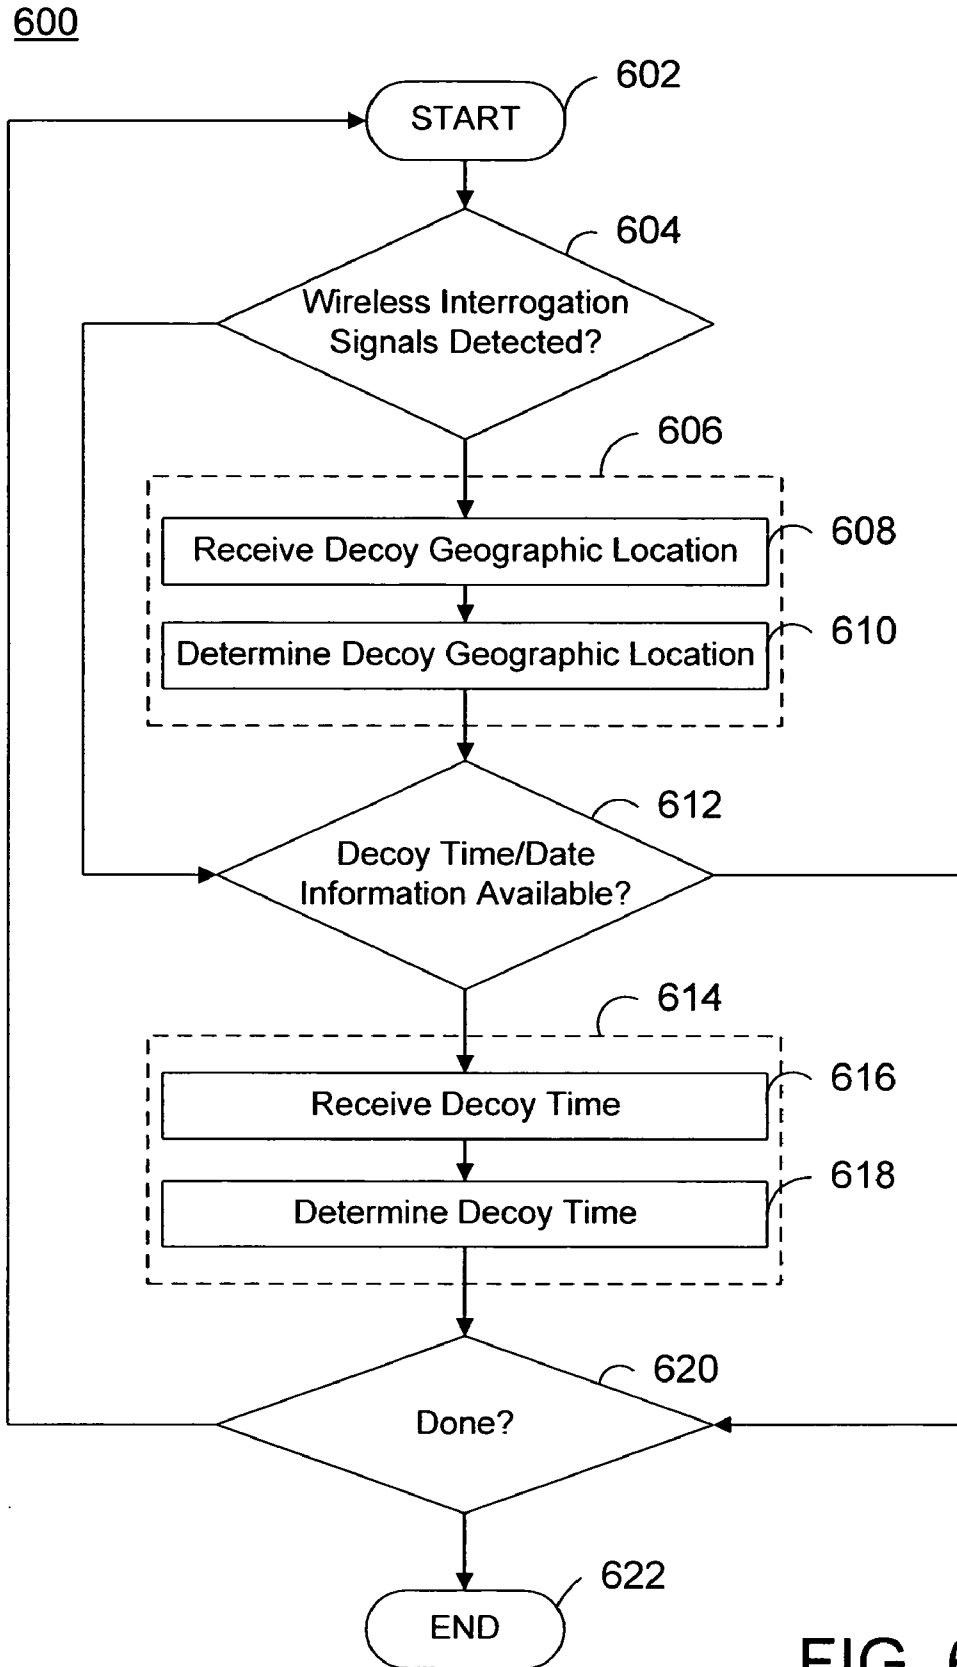 600
START
602
604
Wireless Interrogation
Signals Detected?
606
Receive Decoy Geographic Location
608
Determine Decoy Geographic Location
610
612
Decoy Time/Date
Information Available?
614
Receive Decoy Time
616
Determine Decoy Time
618
620
Done?
622
END
FIG.